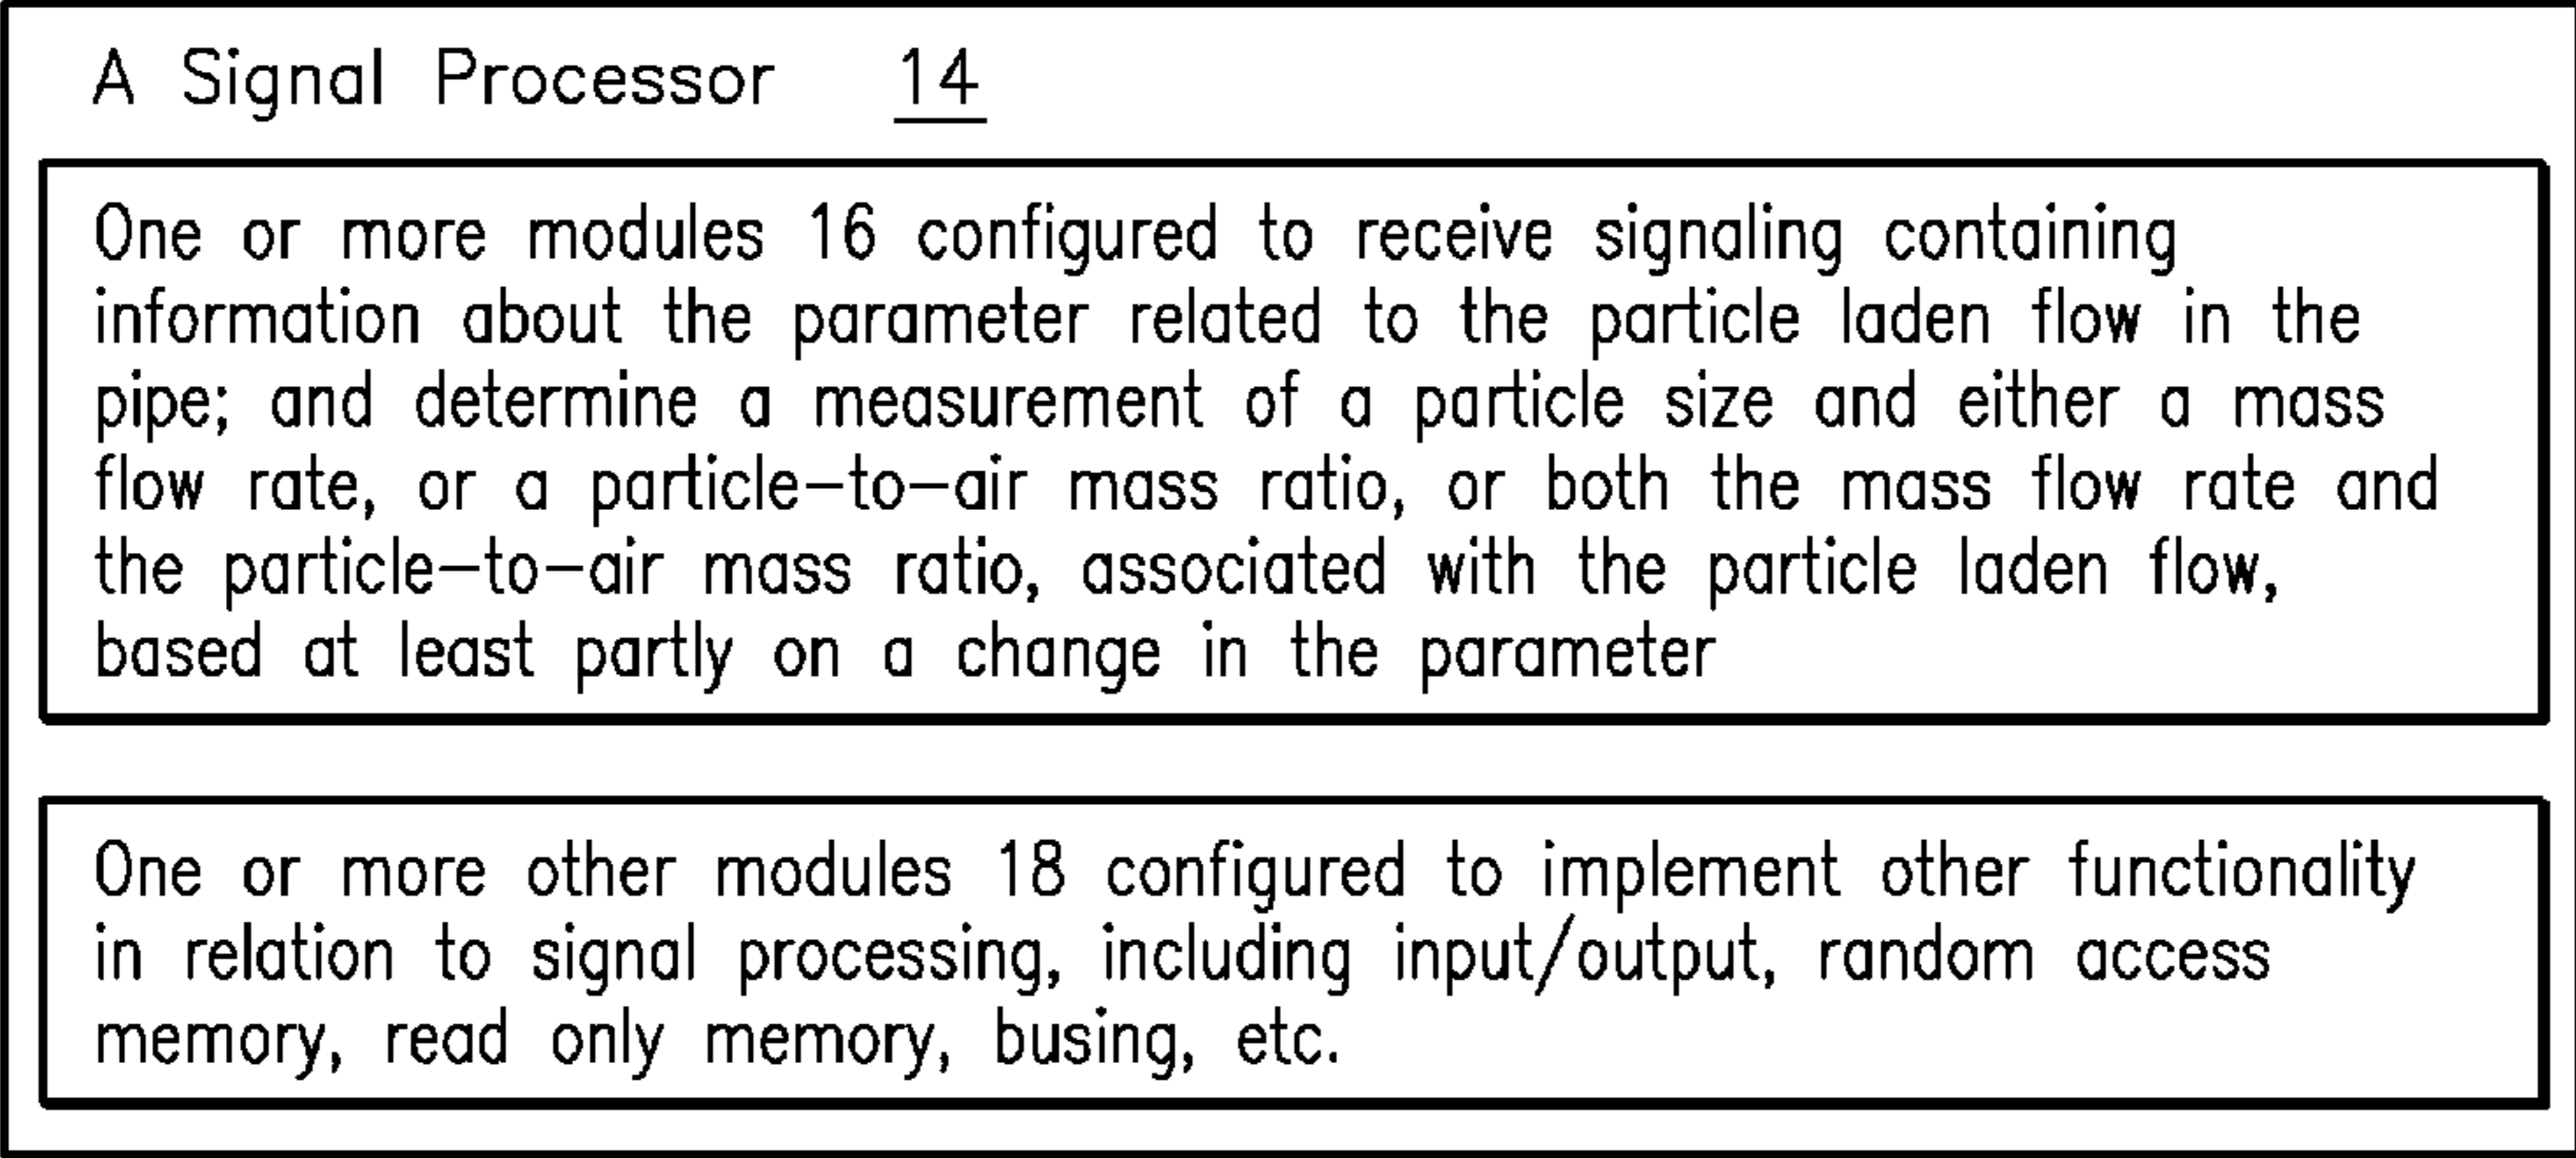 A Signal Processor 14
One or more modules 16 configured to receive signaling containing
information about the parameter related to the particle laden flow in the
pipe; and determine a measurement of a particle size and either a mass
flow rate, or a particle-to-air mass ratio, or both the mass flow rate and
the particle-to-air mass ratio, associated with the particle laden flow,
based at least partly on a change in the parameter
One or more other modules 18 configured to implement other functionality
in relation to signal processing, including input/output, random access
memory, read only memory, busing, etc.